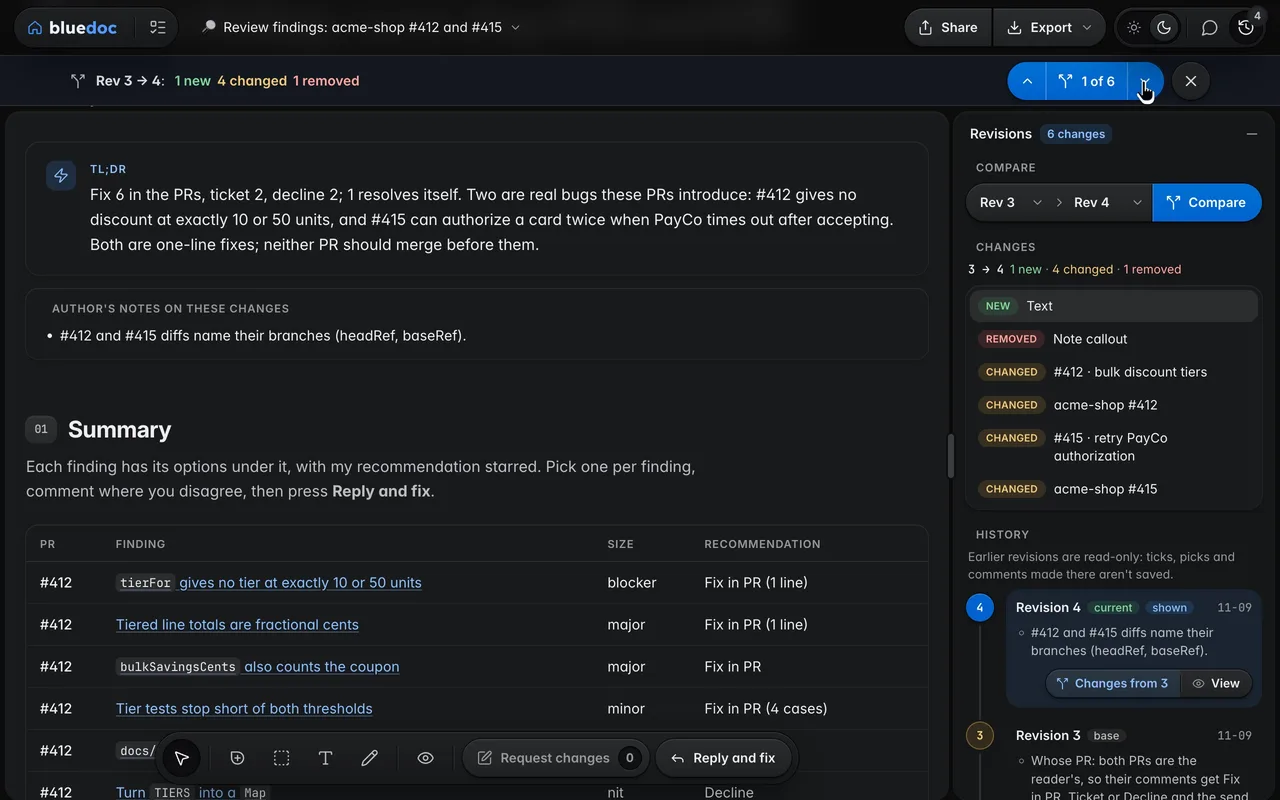 bluedoc
Review findings: acme-shop #412 and #415
Share
Export
4
Rev 3 → 4: 1 new 4 changed 1 removed
1 of 6
TL;DR
Fix 6 in the PRs, ticket 2, decline 2; 1 resolves itself. Two are real bugs these PRs introduce: #412 gives no
discount at exactly 10 or 50 units, and #415 can authorize a card twice when PayCo times out after accepting.
Both are one-line fixes; neither PR should merge before them.
AUTHOR'S NOTES ON THESE CHANGES
• #412 and #415 diffs name their branches (headRef, baseRef).
01 Summary
Each finding has its options under it, with my recommendation starred. Pick one per finding,
comment where you disagree, then press Reply and fix.
PR FINDING SIZE RECOMMENDATION
#412 tierFor gives no tier at exactly 10 or 50 units blocker Fix in PR (1 line)
#412 Tiered line totals are fractional cents major Fix in PR (1 line)
#412 bulkSavingsCents also counts the coupon major Fix in PR
#412 Tier tests stop short of both thresholds minor Fix in PR (4 cases)
#412 docs/
#412 Turn TIERS into a Map nit Decline
Request changes 0
Reply and fix
Revisions 6 changes
COMPARE
Rev 3 > Rev 4 Compare
CHANGES
3 → 4 1 new · 4 changed · 1 removed
NEW Text
REMOVED Note callout
CHANGED #412 · bulk discount tiers
CHANGED acme-shop #412
CHANGED #415 · retry PayCo
authorization
CHANGED acme-shop #415
HISTORY
Earlier revisions are read-only: ticks, picks and
comments made there aren't saved.
4 Revision 4 current shown 11-09
#412 and #415 diffs name their
branches (headRef, baseRef).
Changes from 3 View
3 Revision 3 base 11-09
Whose PR: both PRs are the
reader's, so their comments get Fix
in PR, Ticket or Decline and the send